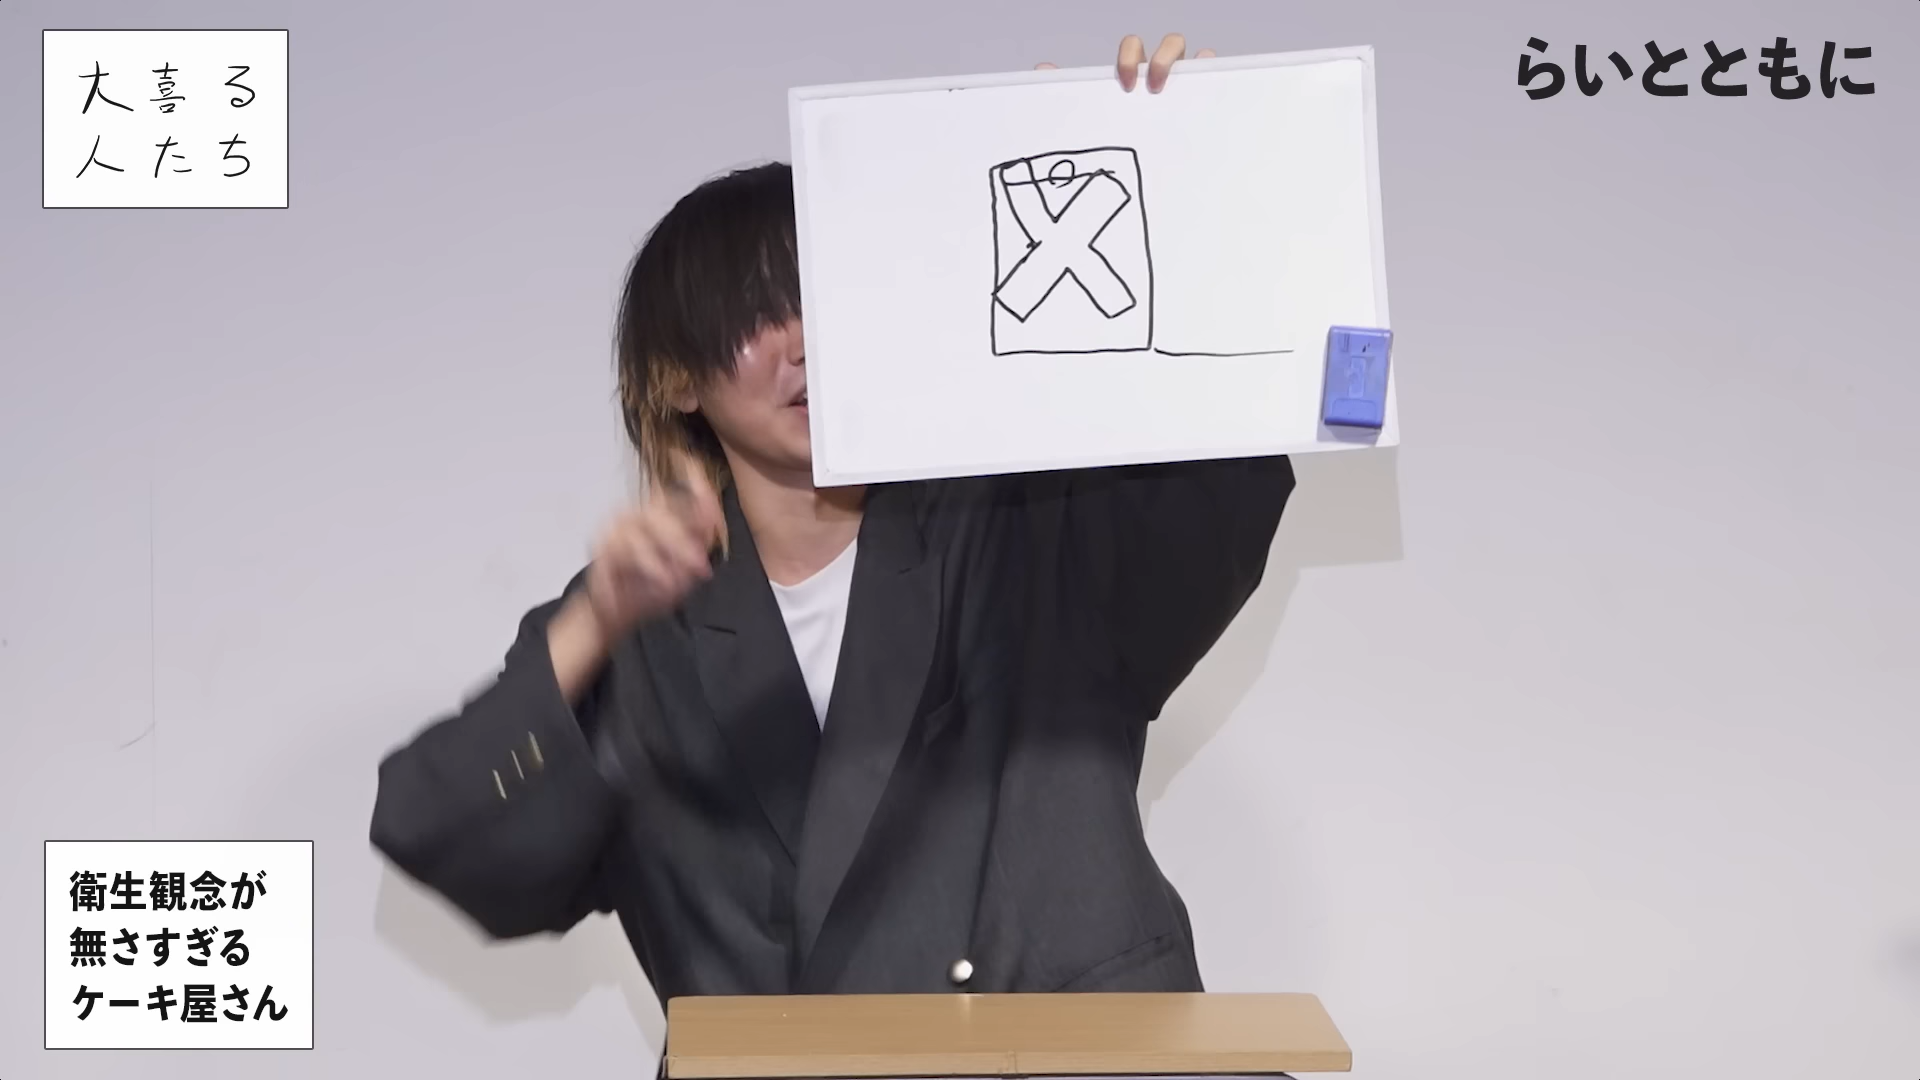 大喜る
人たち
らいとともに
衛生観念が
無さすぎる
ケーキ屋さん